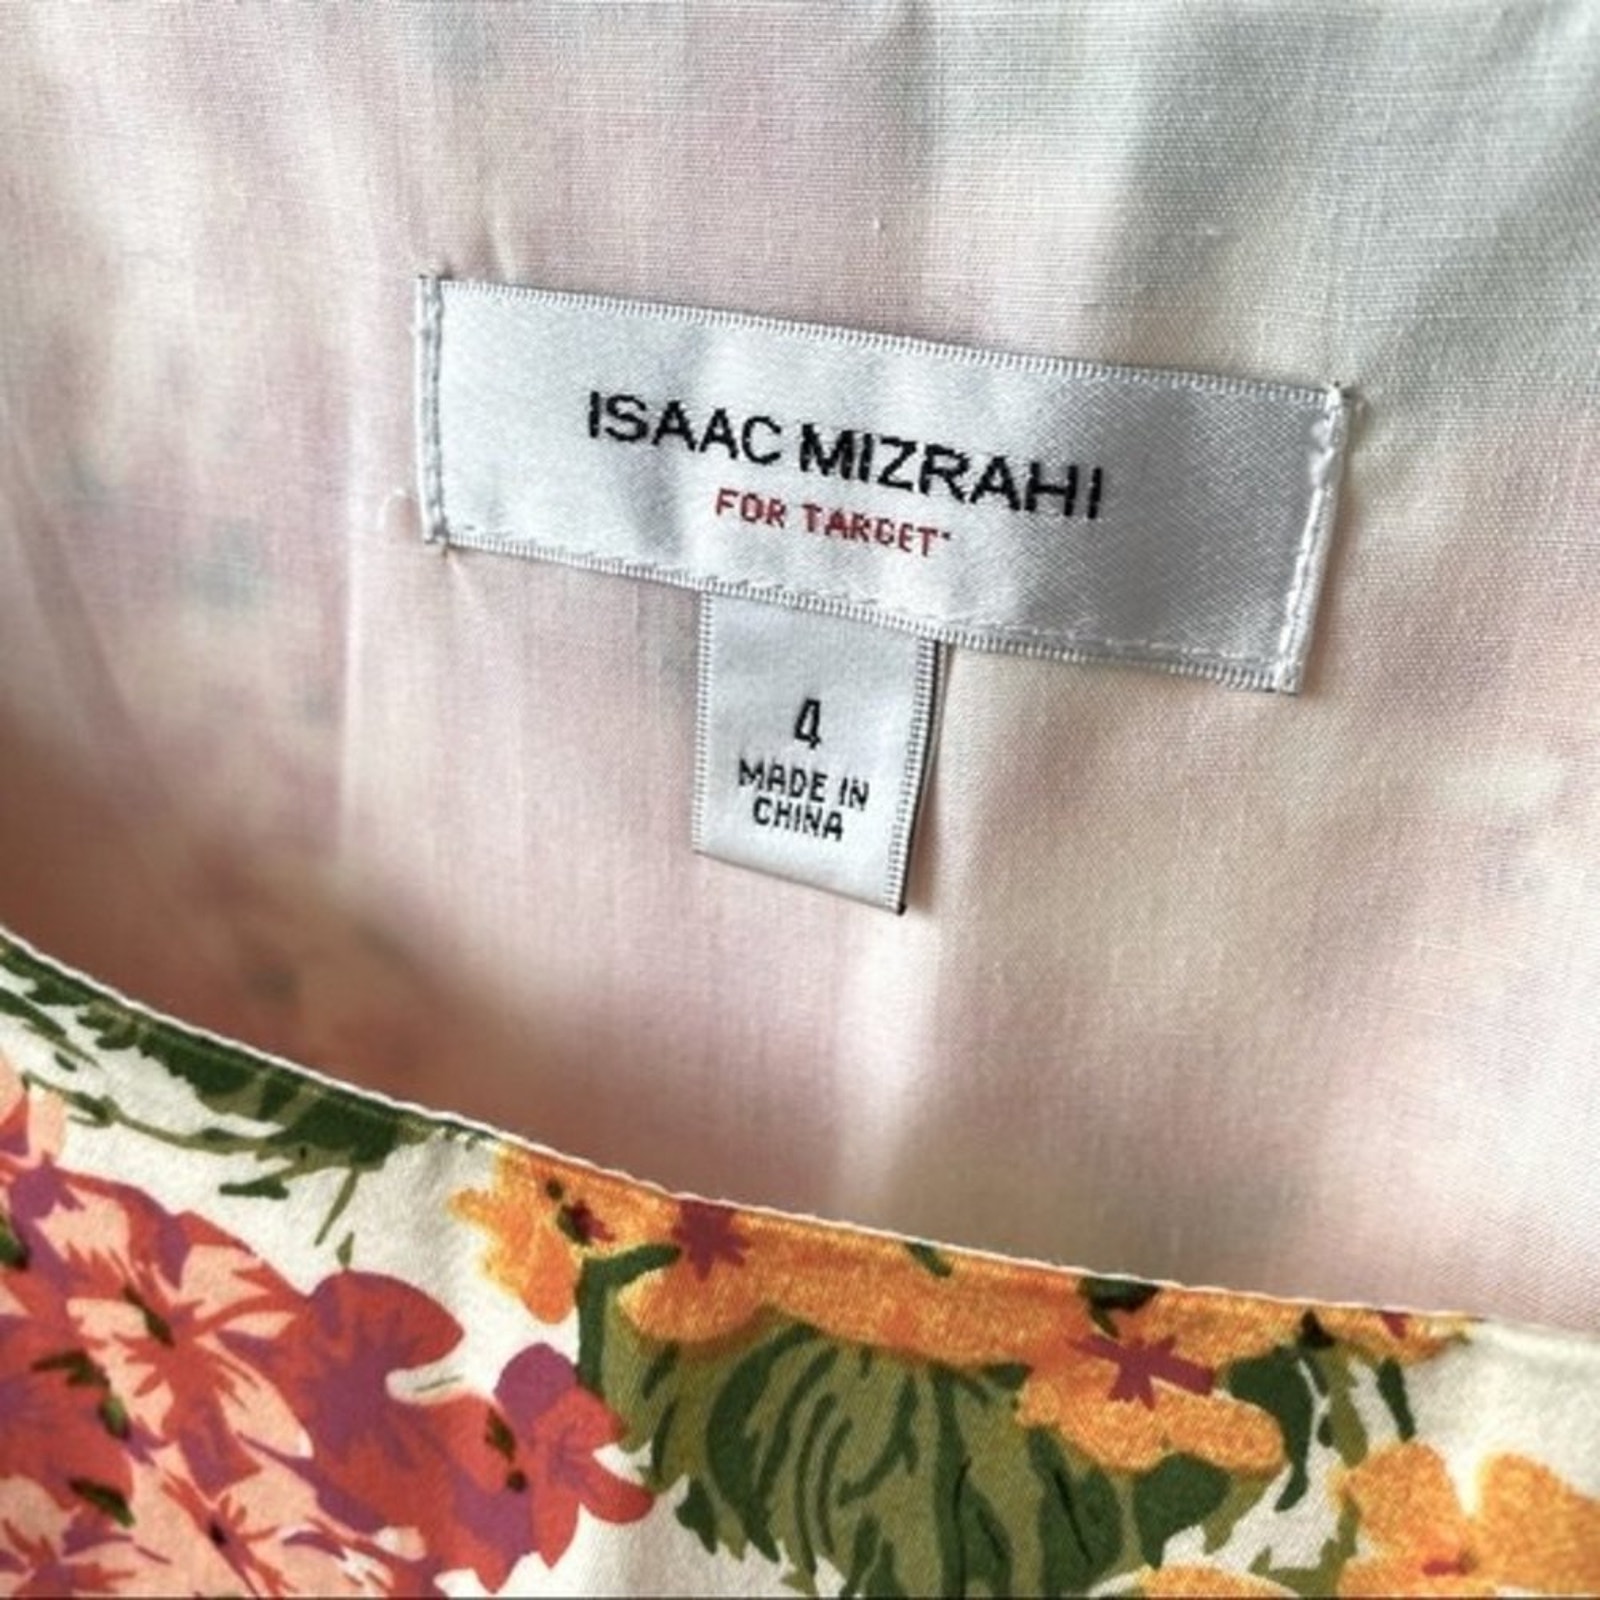 ISAAC MIZRAHI
FOR TARGET
4
MADE IN
CHINA